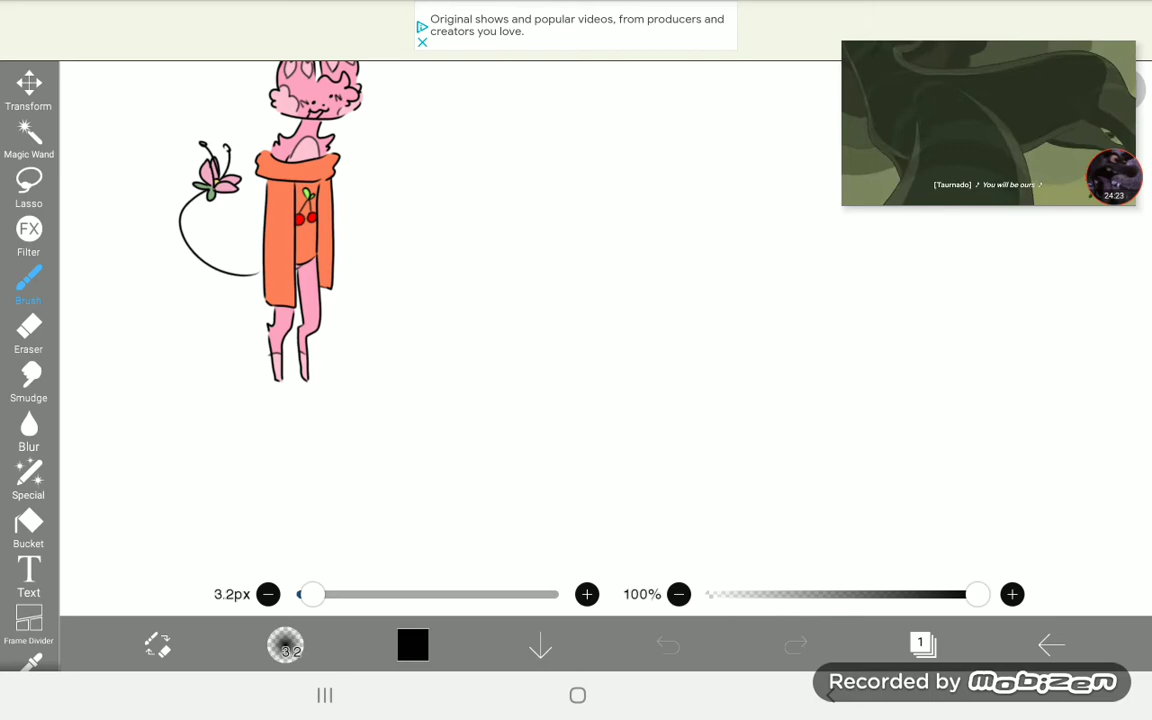 Original shows and popular videos, from producers and
creators you love.
Transform
Magic Wand
Lasso
FX
Filter
Brush
Eraser
Smudge
Blur
Special
Bucket
T
Text
Frame Divider
[Taurnado] ♪ You will be ours ♪
24:23
3.2px
100%
3.2
1
Recorded by mobizen